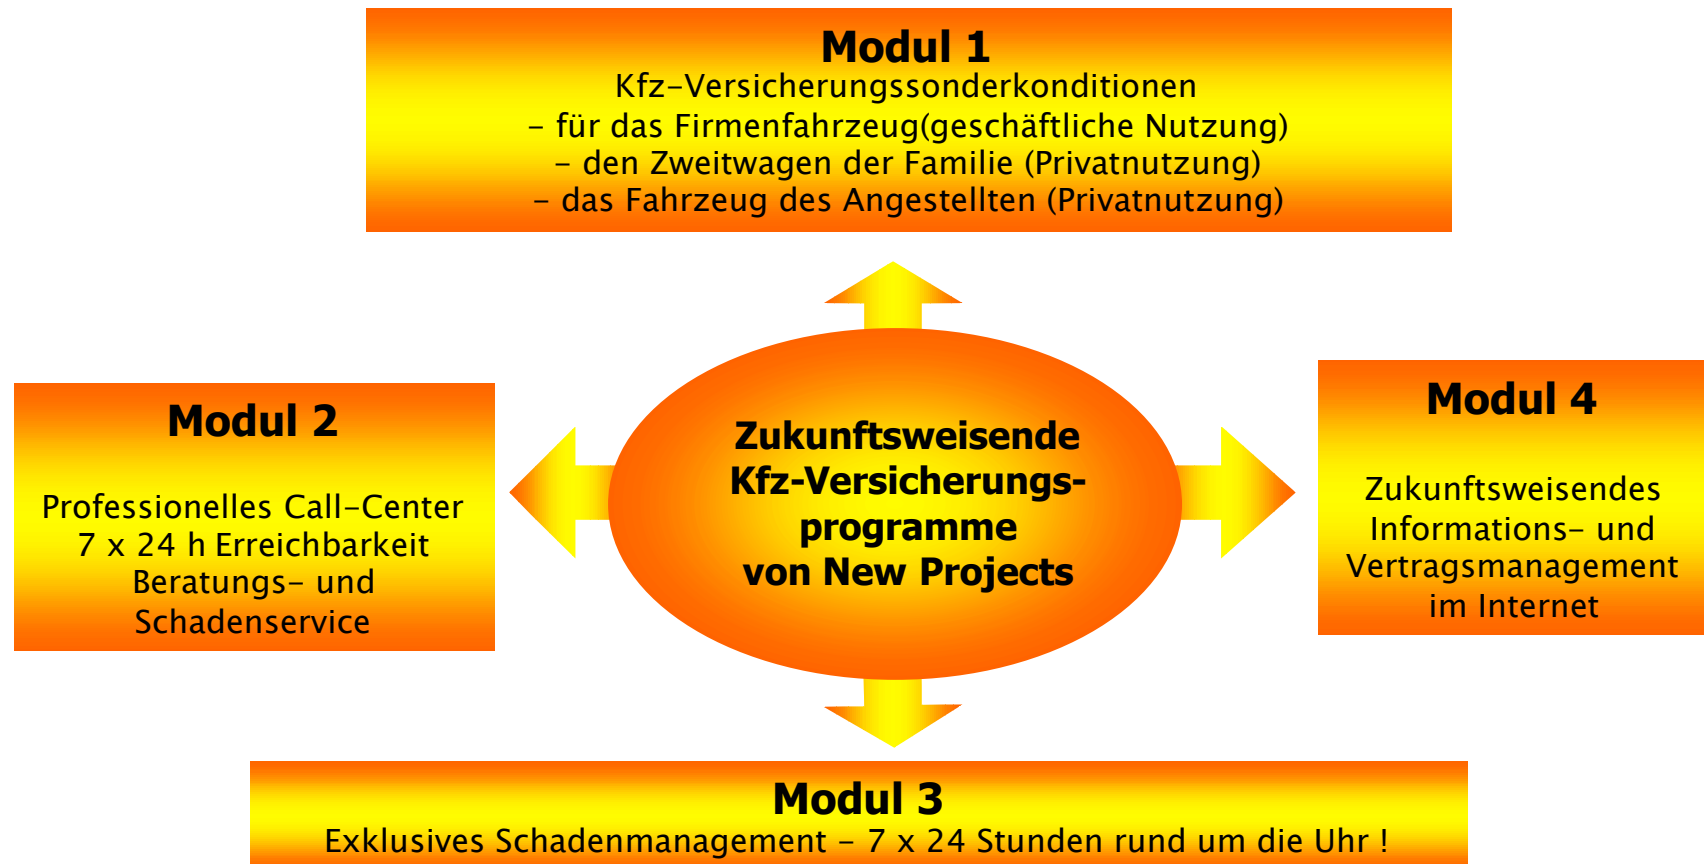 Modul 1
Kfz-Versicherungssonderkonditionen
- für das Firmenfahrzeug(geschäftliche Nutzung)
- den Zweitwagen der Familie (Privatnutzung)
- das Fahrzeug des Angestellten (Privatnutzung)
Modul 2
Professionelles Call-Center
7 x 24 h Erreichbarkeit
Beratungs- und
Schadenservice
Zukunftsweisende
Kfz-Versicherungs-
programme
von New Projects
Modul 4
Zukunftsweisendes
Informations- und
Vertragsmanagement
im Internet
Modul 3
Exklusives Schadenmanagement - 7 x 24 Stunden rund um die Uhr !